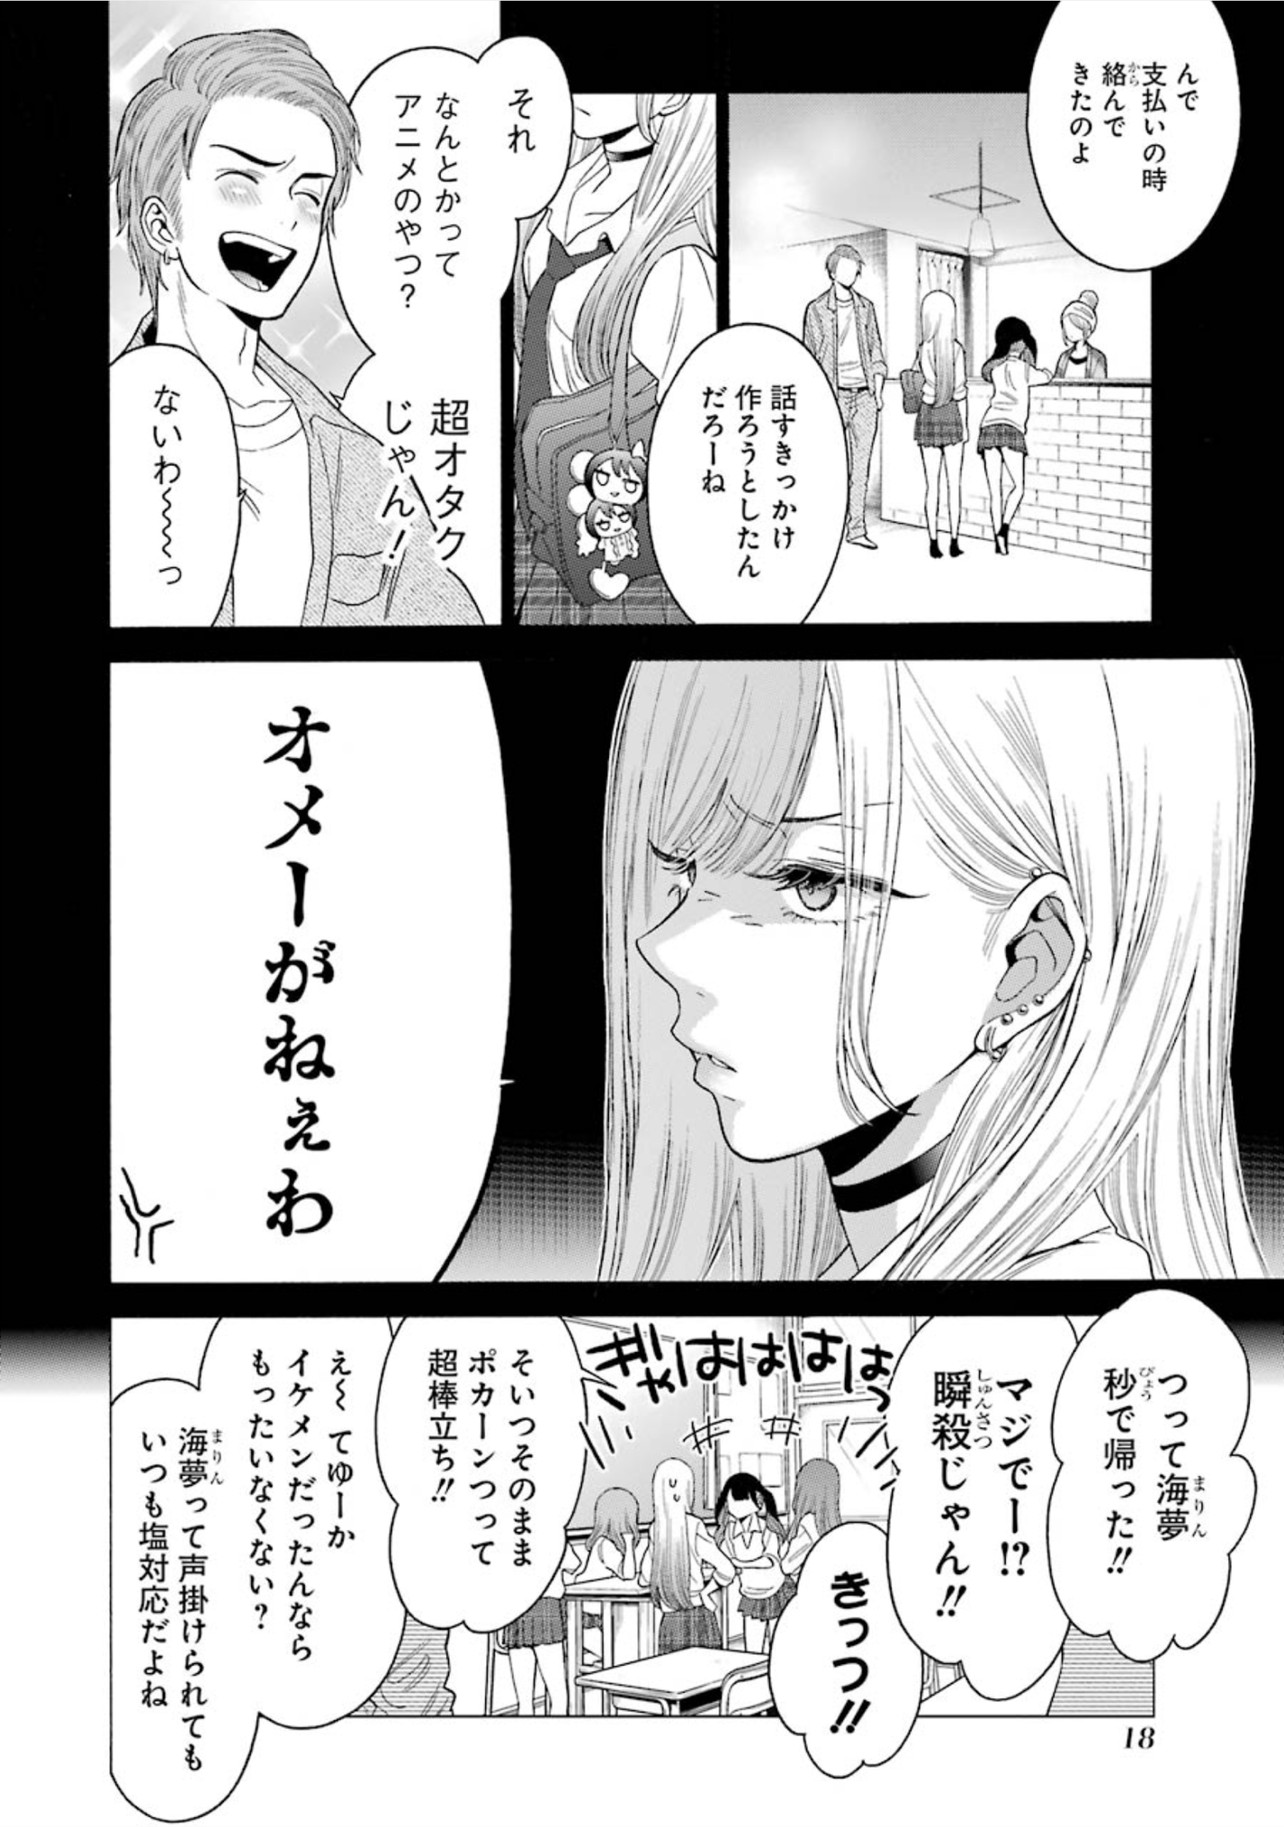 んで
支払いの時
絡んで
きたのよ
話すきっかけ
作ろうとしたん
だろーね
それ
なんとかって
アニメのやつ?
超オタク
じゃん!
ないわ〜〜〜っ
オメーがねぇわ
つって海夢
秒で帰った!!
マジでー!?
瞬殺じゃん!!
きっつ!!
ぎゃはははははっ
そいつそのまま
ポカーンつって
超棒立ち!!
え〜 てゆーか
イケメンだったんなら
もったいなくない?
海夢って声掛けられても
いつも塩対応だよね
18